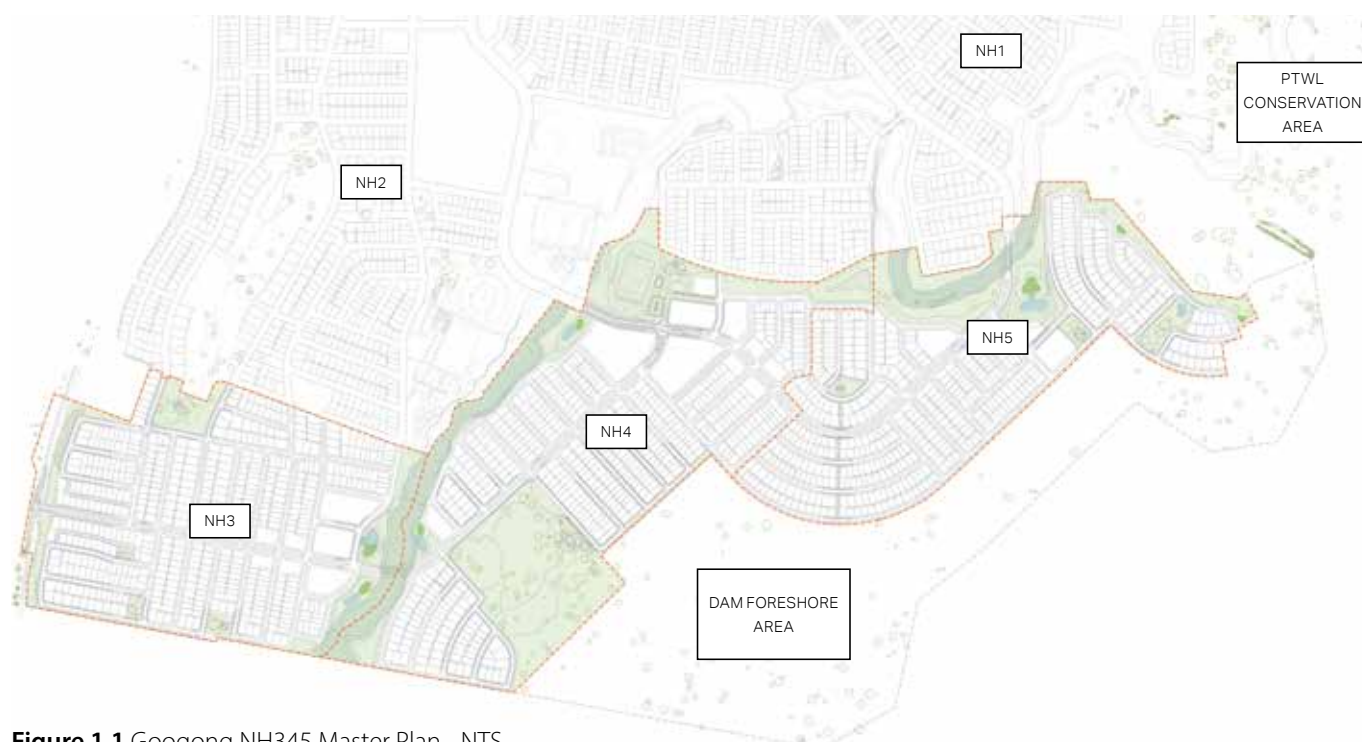 NH1
PTWL
CONSERVATION
AREA
NH2
NH5
NH4
NH3
DAM FORESHORE
AREA
Figure 1.1 Googong NH345 Master Plan - NTS